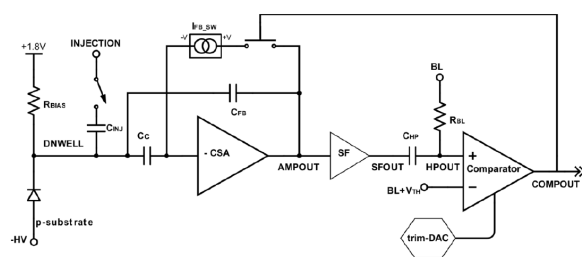 IFB_SW
-V
+V
+1.8V
INJECTION
RBIAS
CFB
BL
CINJ
DNWELL
CC
RBL
CHP
- CSA
SF
+
Comparator
AMPOUT
SFOUT
HPOUT
COMPOUT
-
BL+VTH
p-substrate
trim-DAC
-HV